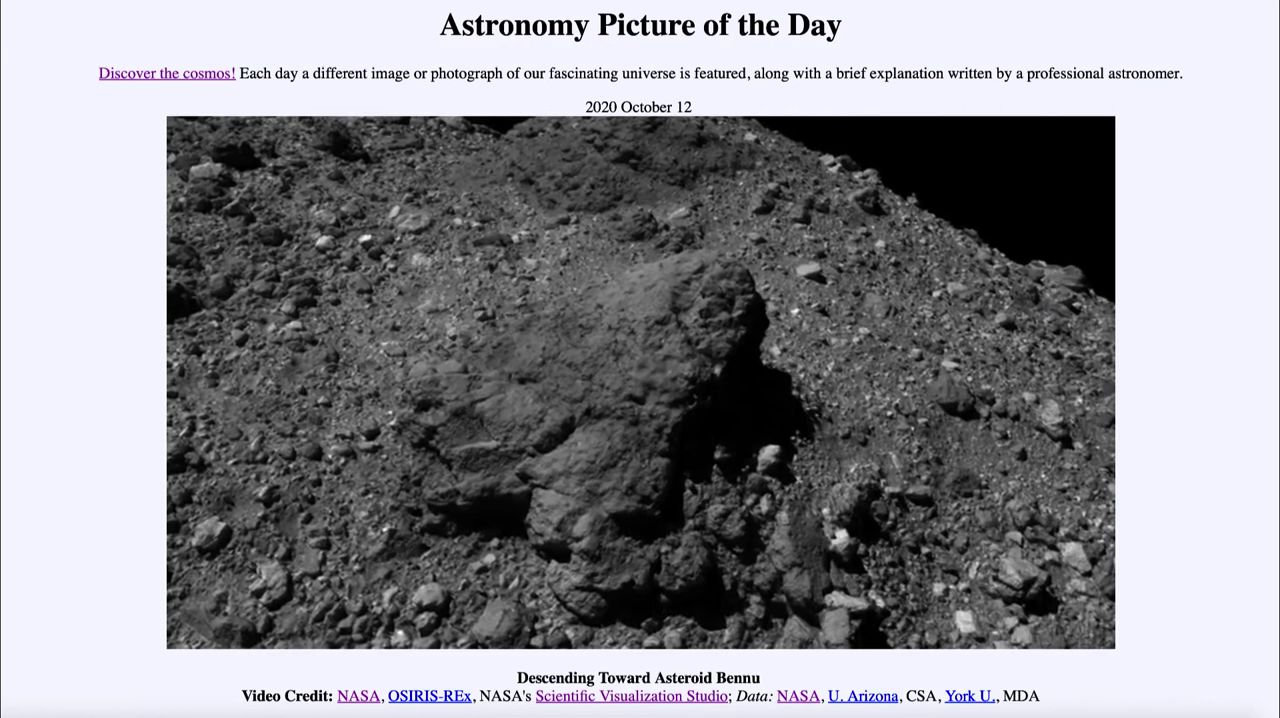 Astronomy Picture of the Day
Discover the cosmos! Each day a different image or photograph of our fascinating universe is featured, along with a brief explanation written by a professional astronomer.
2020 October 12
Descending Toward Asteroid Bennu
Video Credit: NASA, OSIRIS-REx, NASA's Scientific Visualization Studio; Data: NASA, U. Arizona, CSA, York U., MDA